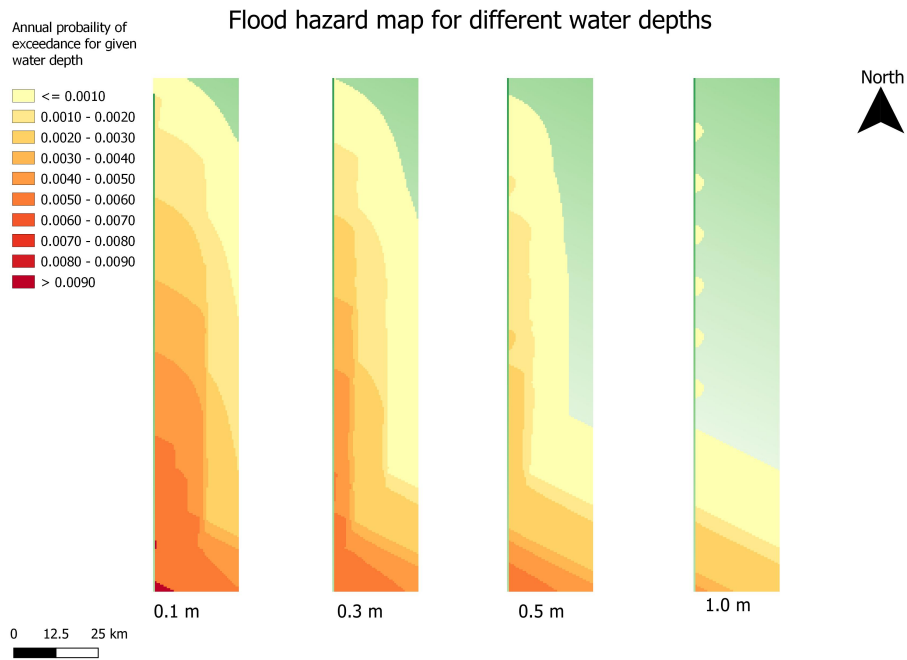 Flood hazard map for different water depths
Annual probaility of
exceedance for given
water depth
<= 0.0010
0.0010 - 0.0020
0.0020 - 0.0030
0.0030 - 0.0040
0.0040 - 0.0050
0.0050 - 0.0060
0.0060 - 0.0070
0.0070 - 0.0080
0.0080 - 0.0090
> 0.0090
North
0.1 m
0.3 m
0.5 m
1.0 m
0 12.5 25 km